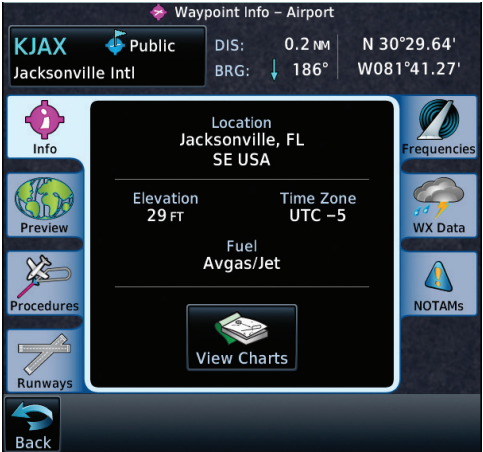 Waypoint Info – Airport
KJAX Public
Jacksonville Intl
DIS: 0.2 NM
BRG: 186°
N 30°29.64'
W081°41.27'
Info
Preview
Procedures
Runways
Location
Jacksonville, FL
SE USA
Elevation
29 FT
Time Zone
UTC –5
Fuel
Avgas/Jet
View Charts
Frequencies
WX Data
NOTAMs
Back